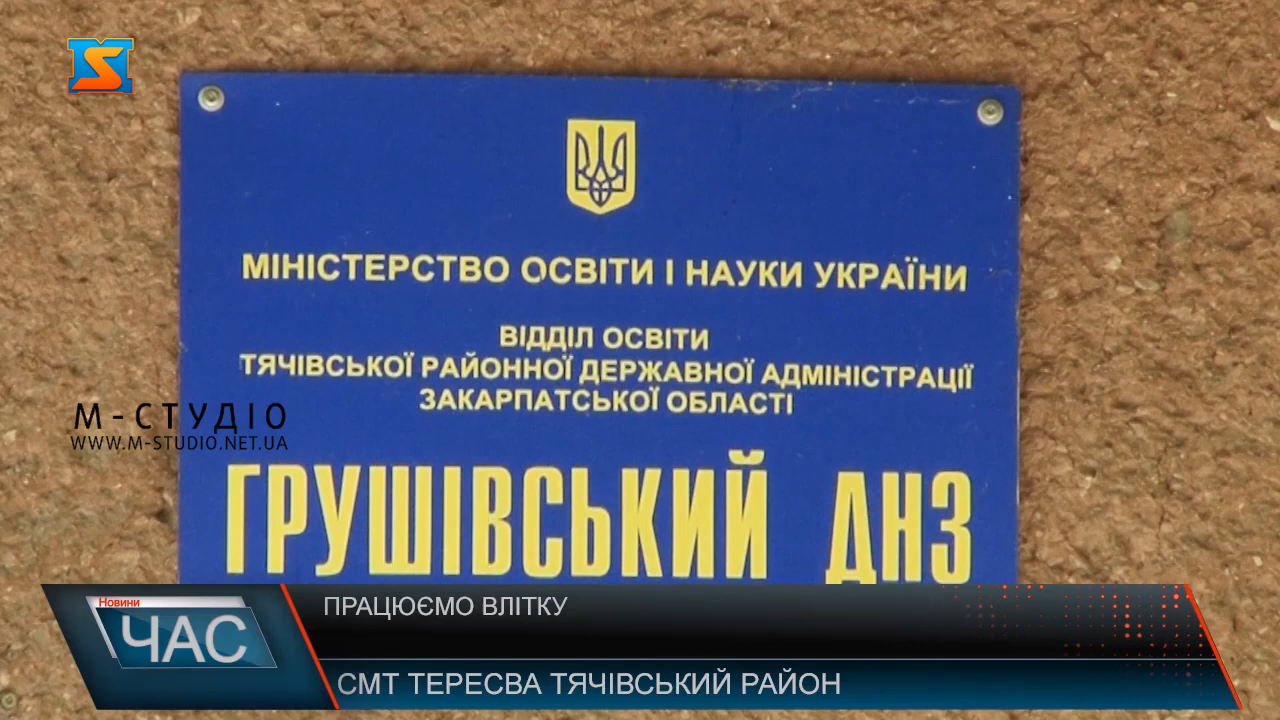 МІНІСТЕРСТВО ОСВІТИ І НАУКИ УКРАЇНИ
ВІДДІЛ ОСВІТИ
ТЯЧІВСЬКОЇ РАЙОННОЇ ДЕРЖАВНОЇ АДМІНІСТРАЦІЇ
ЗАКАРПАТСЬКОЇ ОБЛАСТІ
М-СТУДІО
WWW.M-STUDIO.NET.UA
ГРУШІВСЬКИЙ ДНЗ
Новини
ЧАС
ПРАЦЮЄМО ВЛІТКУ
СМТ ТЕРЕСВА ТЯЧІВСЬКИЙ РАЙОН